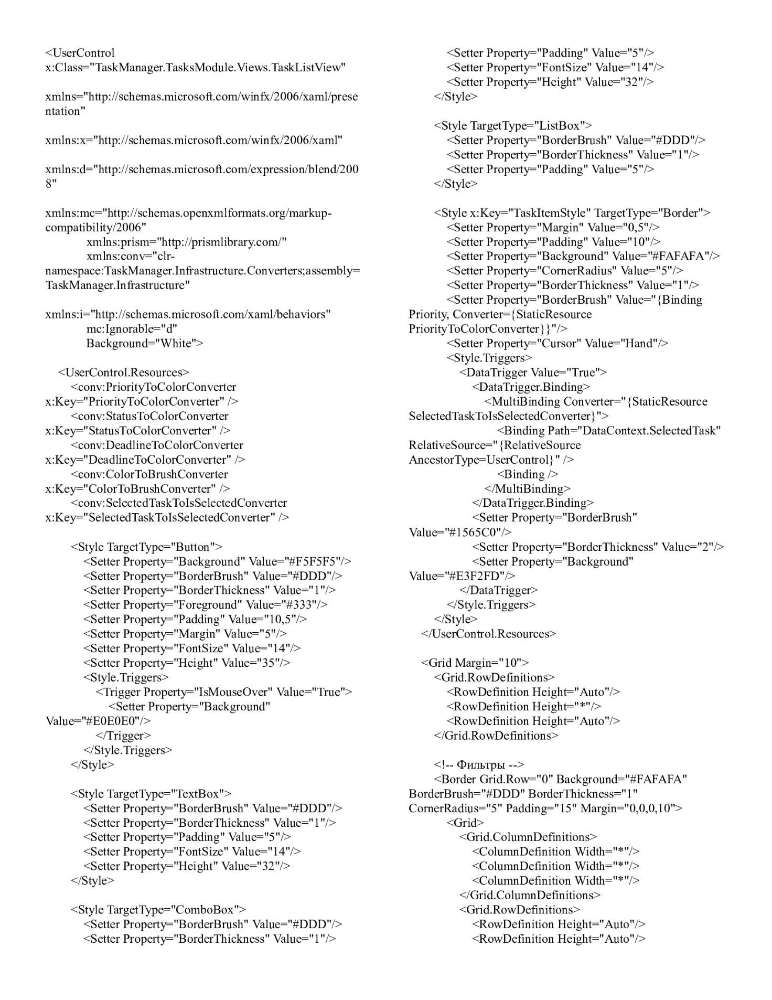 <UserControl
x:Class="TaskManager.TasksModule.Views.TaskListView"
xmlns="http://schemas.microsoft.com/winfx/2006/xaml/prese
ntation"
xmlns:x="http://schemas.microsoft.com/winfx/2006/xaml"
xmlns:d="http://schemas.microsoft.com/expression/blend/200
8"
xmlns:mc="http://schemas.openxmlformats.org/markup-
compatibility/2006"
xmlns:prism="http://prismlibrary.com/"
xmlns:conv="clr-
namespace:TaskManager.Infrastructure.Converters;assembly=
TaskManager.Infrastructure"
xmlns:i="http://schemas.microsoft.com/xaml/behaviors"
mc:Ignorable="d"
Background="White">
<UserControl.Resources>
<conv:PriorityToColorConverter
x:Key="PriorityToColorConverter" />
<conv:StatusToColorConverter
x:Key="StatusToColorConverter" />
<conv:DeadlineToColorConverter
x:Key="DeadlineToColorConverter" />
<conv:ColorToBrushConverter
x:Key="ColorToBrushConverter" />
<conv:SelectedTaskToIsSelectedConverter
x:Key="SelectedTaskToIsSelectedConverter" />
<Style TargetType="Button">
<Setter Property="Background" Value="#F5F5F5"/>
<Setter Property="BorderBrush" Value="#DDD"/>
<Setter Property="BorderThickness" Value="1"/>
<Setter Property="Foreground" Value="#333"/>
<Setter Property="Padding" Value="10,5"/>
<Setter Property="Margin" Value="5"/>
<Setter Property="FontSize" Value="14"/>
<Setter Property="Height" Value="35"/>
<Style.Triggers>
<Trigger Property="IsMouseOver" Value="True">
<Setter Property="Background"
Value="#E0E0E0"/>
</Trigger>
</Style.Triggers>
</Style>
<Style TargetType="TextBox">
<Setter Property="BorderBrush" Value="#DDD"/>
<Setter Property="BorderThickness" Value="1"/>
<Setter Property="Padding" Value="5"/>
<Setter Property="FontSize" Value="14"/>
<Setter Property="Height" Value="32"/>
</Style>
<Style TargetType="ComboBox">
<Setter Property="BorderBrush" Value="#DDD"/>
<Setter Property="BorderThickness" Value="1"/>
<Setter Property="Padding" Value="5"/>
<Setter Property="FontSize" Value="14"/>
<Setter Property="Height" Value="32"/>
</Style>
<Style TargetType="ListBox">
<Setter Property="BorderBrush" Value="#DDD"/>
<Setter Property="BorderThickness" Value="1"/>
<Setter Property="Padding" Value="5"/>
</Style>
<Style x:Key="TaskItemStyle" TargetType="Border">
<Setter Property="Margin" Value="0,5"/>
<Setter Property="Padding" Value="10"/>
<Setter Property="Background" Value="#FAFAFA"/>
<Setter Property="CornerRadius" Value="5"/>
<Setter Property="BorderThickness" Value="1"/>
<Setter Property="BorderBrush" Value="{Binding
Priority, Converter={StaticResource
PriorityToColorConverter}}"/>
<Setter Property="Cursor" Value="Hand"/>
<Style.Triggers>
<DataTrigger Value="True">
<DataTrigger.Binding>
<MultiBinding Converter="{StaticResource
SelectedTaskToIsSelectedConverter}">
<Binding Path="DataContext.SelectedTask"
RelativeSource="{RelativeSource
AncestorType=UserControl}" />
<Binding />
</MultiBinding>
</DataTrigger.Binding>
<Setter Property="BorderBrush"
Value="#1565C0"/>
<Setter Property="BorderThickness" Value="2"/>
<Setter Property="Background"
Value="#E3F2FD"/>
</DataTrigger>
</Style.Triggers>
</Style>
</UserControl.Resources>
<Grid Margin="10">
<Grid.RowDefinitions>
<RowDefinition Height="Auto"/>
<RowDefinition Height="*"/>
<RowDefinition Height="Auto"/>
</Grid.RowDefinitions>
<!-- Фильтры -->
<Border Grid.Row="0" Background="#FAFAFA"
BorderBrush="#DDD" BorderThickness="1"
CornerRadius="5" Padding="15" Margin="0,0,0,10">
<Grid>
<Grid.ColumnDefinitions>
<ColumnDefinition Width="*"/>
<ColumnDefinition Width="*"/>
<ColumnDefinition Width="*"/>
</Grid.ColumnDefinitions>
<Grid.RowDefinitions>
<RowDefinition Height="Auto"/>
<RowDefinition Height="Auto"/>